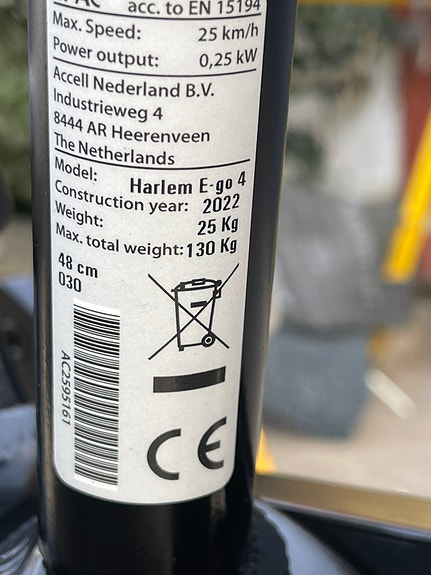 acc. to EN 15194
Max. Speed: 25 km/h
Power output: 0,25 kW
Accell Nederland B.V.
Industrieweg 4
8444 AR Heerenveen
The Netherlands
Model: Harlem E-go 4
Construction year: 2022
Weight: 25 Kg
Max. total weight: 130 Kg
48 cm
030
AC2595161
CE